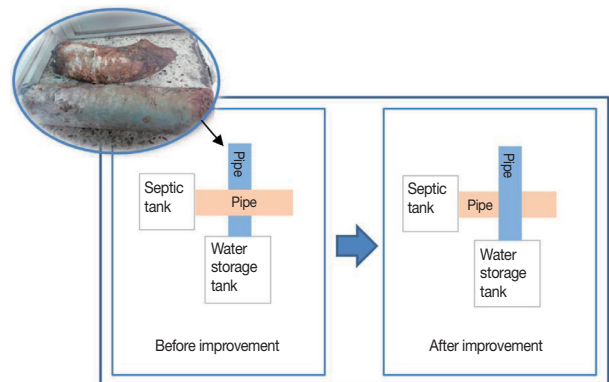 Pipe
Septic
tank
Pipe
Water
storage
tank
Before improvement
Pipe
Septic
tank
Pipe
Water
storage
tank
After improvement